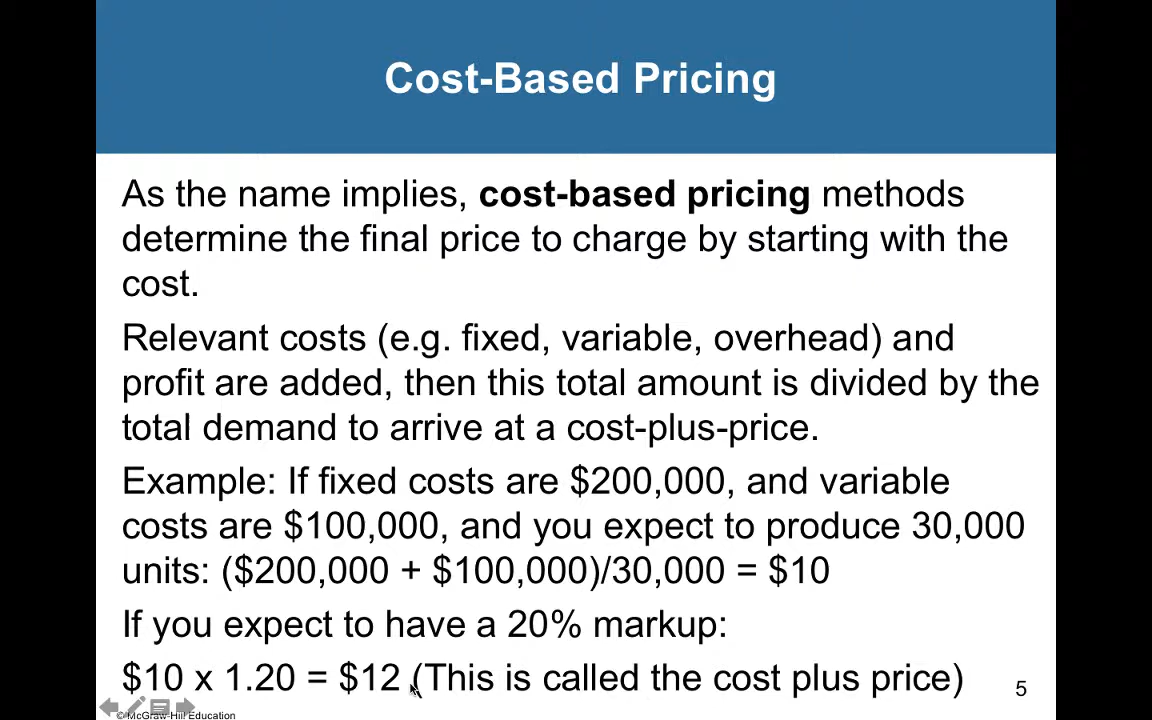 Cost-Based Pricing
As the name implies, cost-based pricing methods
determine the final price to charge by starting with the
cost.
Relevant costs (e.g. fixed, variable, overhead) and
profit are added, then this total amount is divided by the
total demand to arrive at a cost-plus-price.
Example: If fixed costs are $200,000, and variable
costs are $100,000, and you expect to produce 30,000
units: ($200,000 + $100,000)/30,000 = $10
If you expect to have a 20% markup:
$10 x 1.20 = $12 (This is called the cost plus price)
5
© McGraw-Hill Education